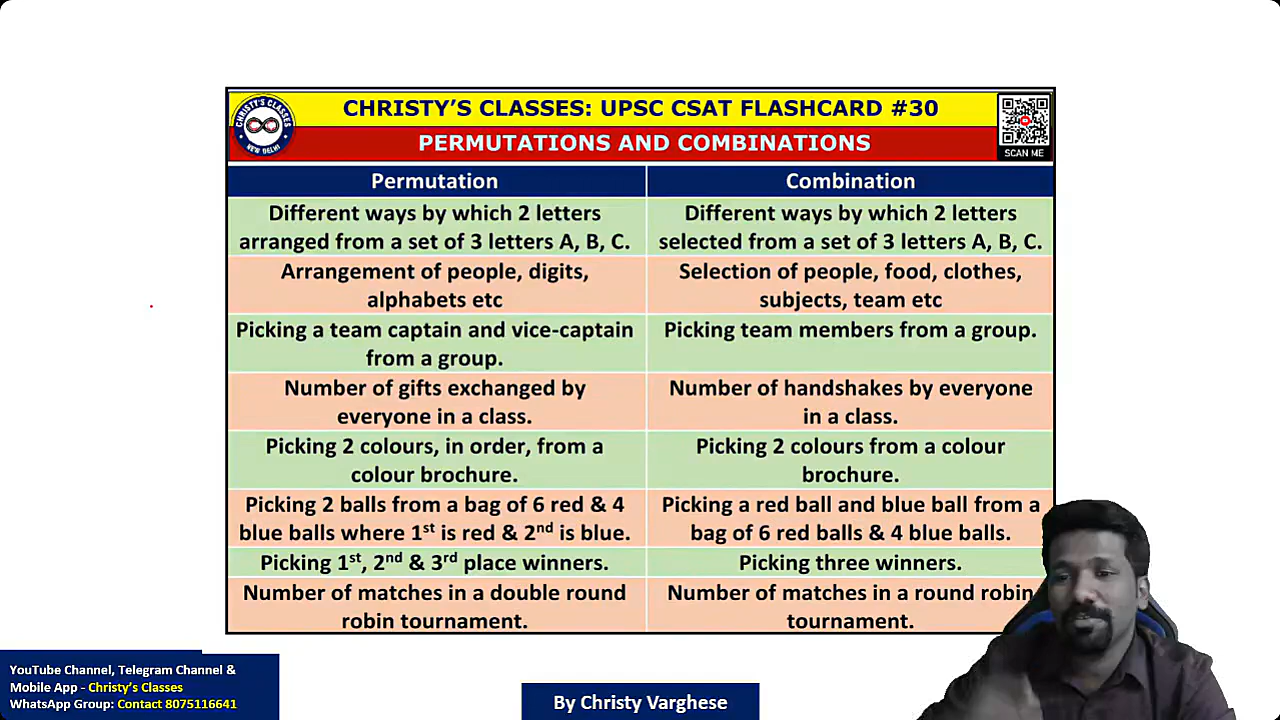 CHRISTY'S CLASSES
NEW DELHI
CHRISTY'S CLASSES: UPSC CSAT FLASHCARD #30
PERMUTATIONS AND COMBINATIONS
SCAN ME
Permutation
Combination
Different ways by which 2 letters
arranged from a set of 3 letters A, B, C.
Different ways by which 2 letters
selected from a set of 3 letters A, B, C.
Arrangement of people, digits,
alphabets etc
Selection of people, food, clothes,
subjects, team etc
Picking a team captain and vice-captain
from a group.
Picking team members from a group.
Number of gifts exchanged by
everyone in a class.
Number of handshakes by everyone
in a class.
Picking 2 colours, in order, from a
colour brochure.
Picking 2 colours from a colour
brochure.
Picking 2 balls from a bag of 6 red & 4
blue balls where 1st is red & 2nd is blue.
Picking a red ball and blue ball from a
bag of 6 red balls & 4 blue balls.
Picking 1st, 2nd & 3rd place winners.
Picking three winners.
Number of matches in a double round
robin tournament.
Number of matches in a round robin
tournament.
YouTube Channel, Telegram Channel &
Mobile App - Christy's Classes
WhatsApp Group: Contact 8075116641
By Christy Varghese